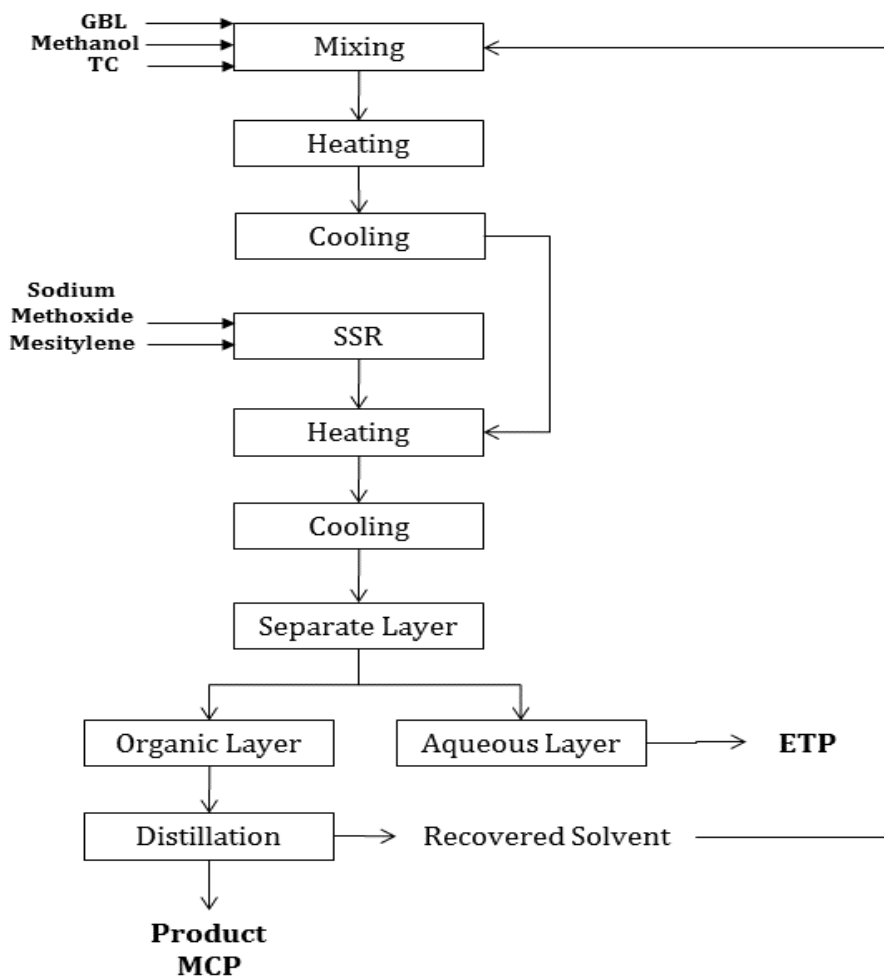 GBL
Methanol
TC
Mixing
Heating
Cooling
Sodium
Methoxide
Mesitylene
SSR
Heating
Cooling
Separate Layer
Organic Layer
Aqueous Layer
ETP
Distillation
Recovered Solvent
Product
MCP